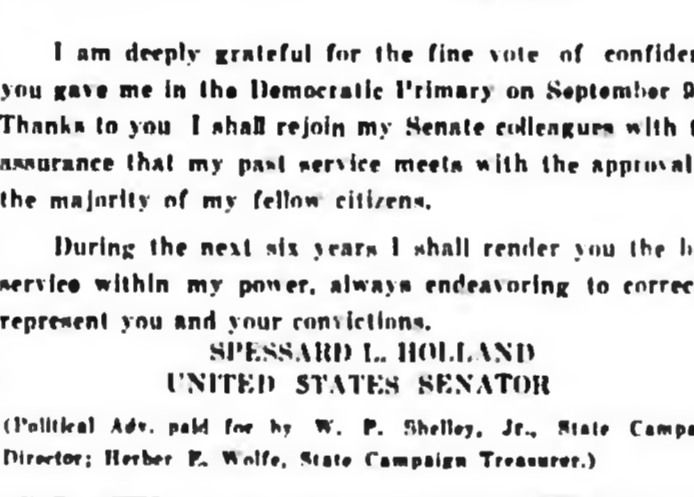 I am deeply grateful for the fine vote of confiden
you gave me in the Democratic Primary on September 9
Thanks to you I shall rejoin my Senate colleagues with t
assurance that my past service meets with the approval
the majority of my fellow citizens.
During the next six years I shall render you the b
service within my power, always endeavoring to correc
represent you and your convictions.
SPESSARD L. HOLLAND
UNITED STATES SENATOR
(Political Adv. paid for by W. P. Shelley, Jr., State Campa
Director; Herber E. Wolfe, State Campaign Treasurer.)